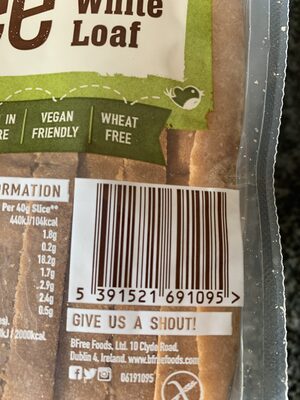 White
Loaf
VEGAN
FRIENDLY
WHEAT
FREE
IN
Per 40g Slice**
440kJ/104kcal
1.8g
0.2g
18.2g
1.7g
2.9g
2.4g
0.5g
5 391521 691095 >
GIVE US A SHOUT!
BFree Foods, Ltd. 10 Clyde Road,
Dublin 4, Ireland. www.bfreefoods.com.
06191095